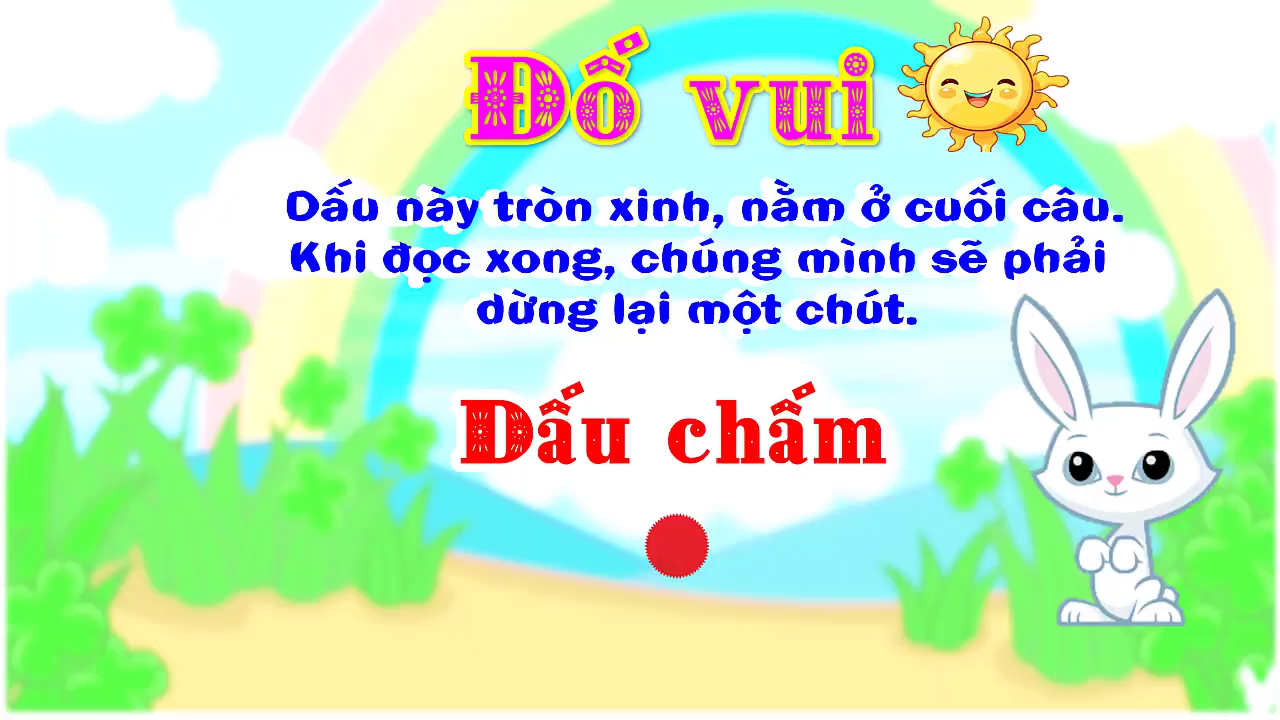 Đố vui
Dấu này tròn xinh, nằm ở cuối câu.
Khi đọc xong, chúng mình sẽ phải
dừng lại một chút.
Dấu chấm